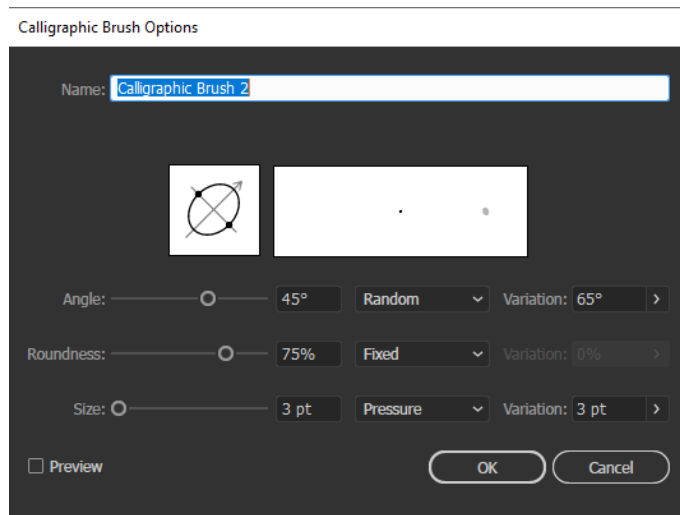 Calligraphic Brush Options
Name: Calligraphic Brush 2
Angle: 45° Random Variation: 65°
Roundness: 75% Fixed Variation: 0%
Size: 3 pt Pressure Variation: 3 pt
Preview OK Cancel